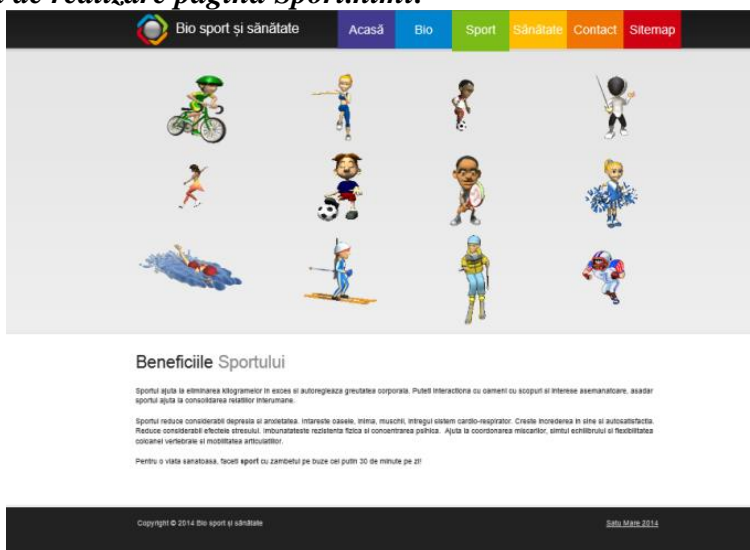 de realizare pagina Sport.html:
Bio sport și sănătate Acasă Bio Sport Sănătate Contact Sitemap
Beneficiile Sportului
Sportul ajuta la eliminarea kilogramelor in exces si autoregleaza greutatea corporala. Puteti interactiona cu oameni cu scopuri si interese asemanatoare, asadar
sportul ajuta la consolidarea relatiilor interumane.
Sportul reduce considerabil depresia si anxietatea. Intareste oasele, inima, muschii, intregul sistem cardio-respirator. Creste increderea in sine si autosatisfactia.
Reduce considerabil efectele stresului. Imbunatateste rezistenta fizica si concentrarea psihica. Ajuta la coordonarea miscarilor, simtul echilibrului si flexibilitatea
coloanei vertebrale si mobilitatea articulatiilor.
Pentru o viata sanatoasa, faceti sport cu zambetul pe buze cel putin 30 de minute pe zi!
Copyright © 2014 Bio sport și sănătate Satu Mare 2014